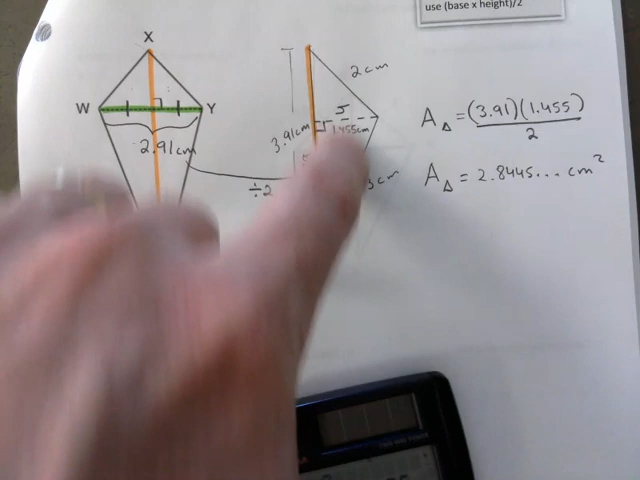 use (base x height)/2
X
W
Y
2.91cm
÷2
2cm
3.91cm
1.455cm
3cm
A△ = (3.91)(1.455)
2
A△ = 2.8445... cm²